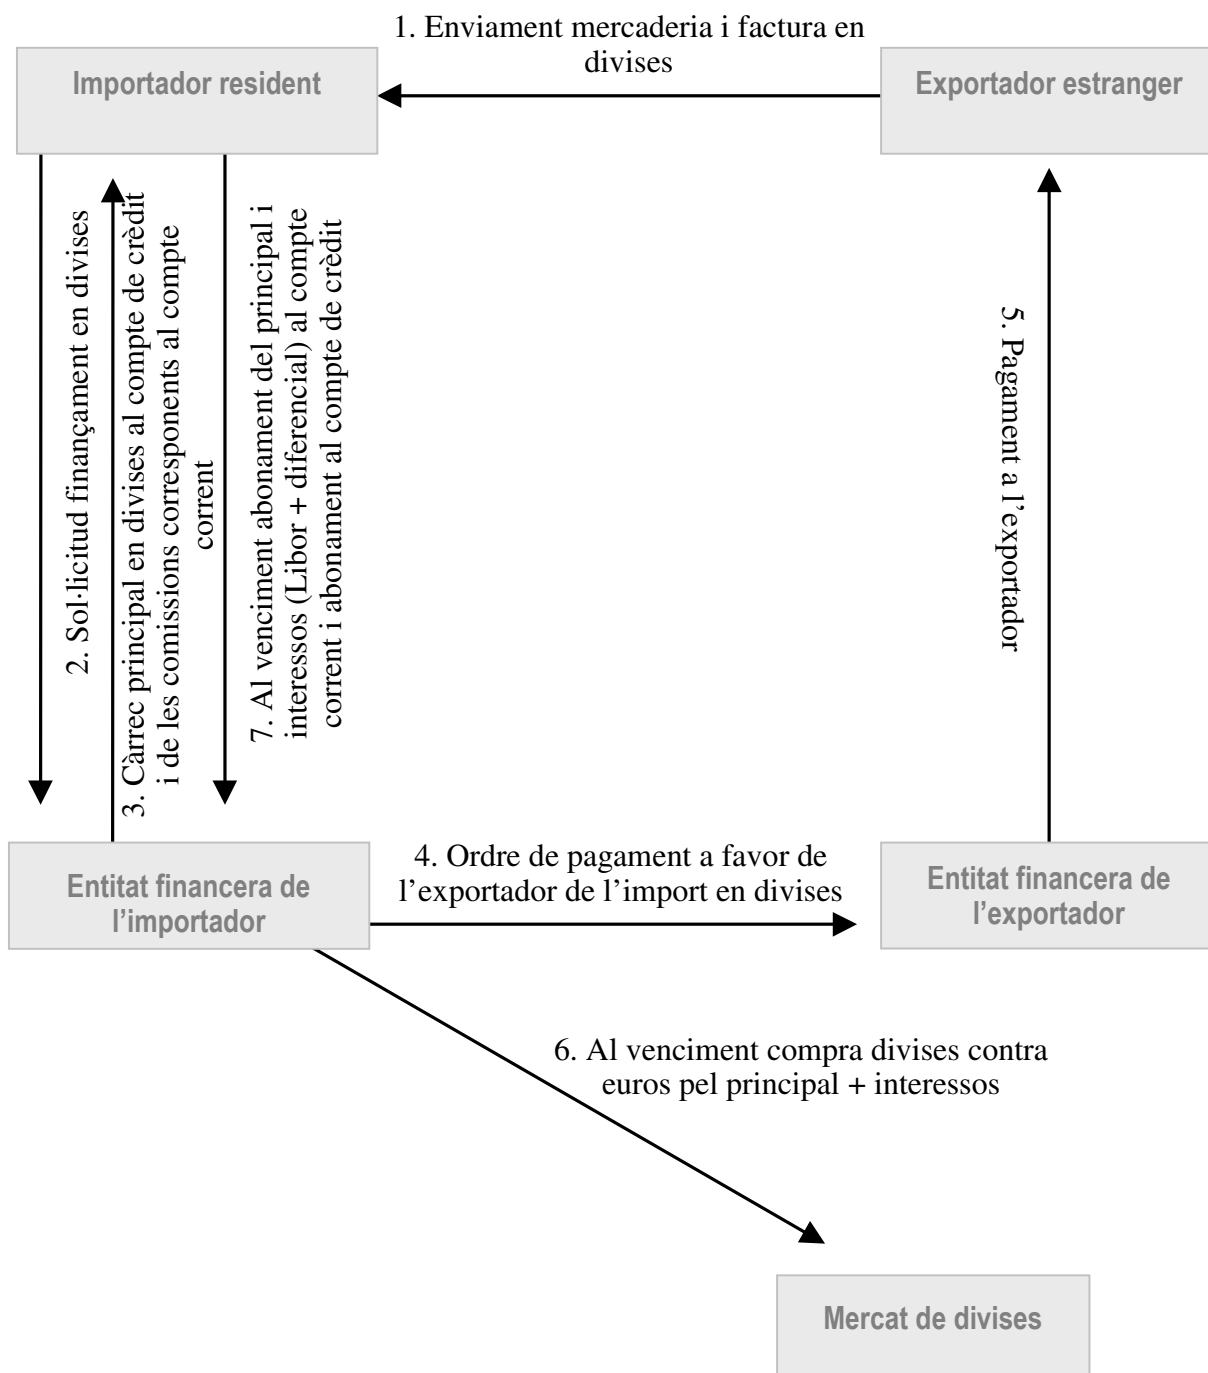 1. Enviament mercaderia i factura en
divises
Importador resident
Exportador estranger
2. Sol·licitud finançament en divises
3. Càrrec principal en divises al compte de crèdit
i de les comissions corresponents al compte
corrent
7. Al venciment abonament del principal i
interessos (Libor + diferencial) al compte
corrent i abonament al compte de crèdit
5. Pagament a l’exportador
Entitat financera de
l’importador
4. Ordre de pagament a favor de
l’exportador de l’import en divises
Entitat financera de
l’exportador
6. Al venciment compra divises contra
euros pel principal + interessos
Mercat de divises